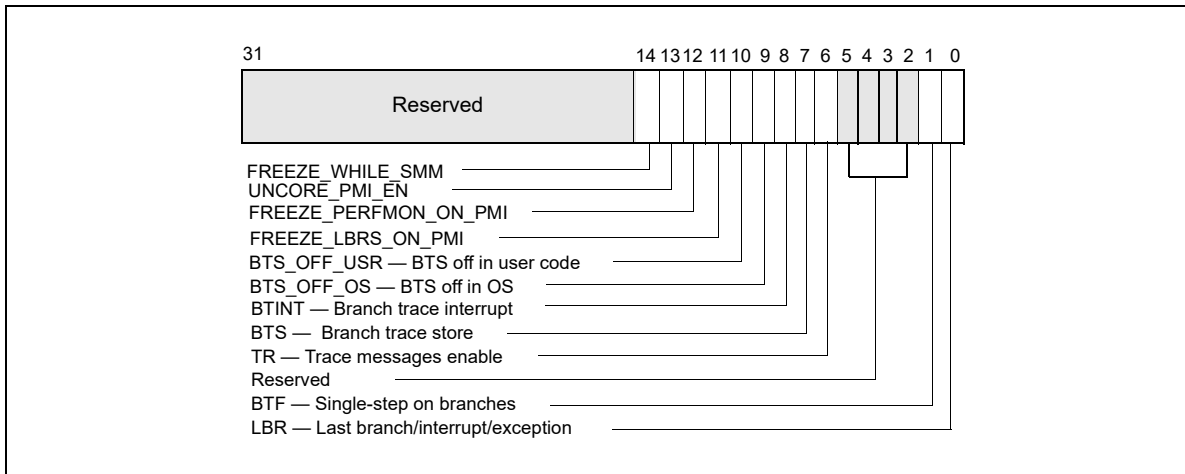 31 14 13 12 11 10 9 8 7 6 5 4 3 2 1 0
Reserved
FREEZE_WHILE_SMM
UNCORE_PMI_EN
FREEZE_PERFMON_ON_PMI
FREEZE_LBRS_ON_PMI
BTS_OFF_USR — BTS off in user code
BTS_OFF_OS — BTS off in OS
BTINT — Branch trace interrupt
BTS — Branch trace store
TR — Trace messages enable
Reserved
BTF — Single-step on branches
LBR — Last branch/interrupt/exception